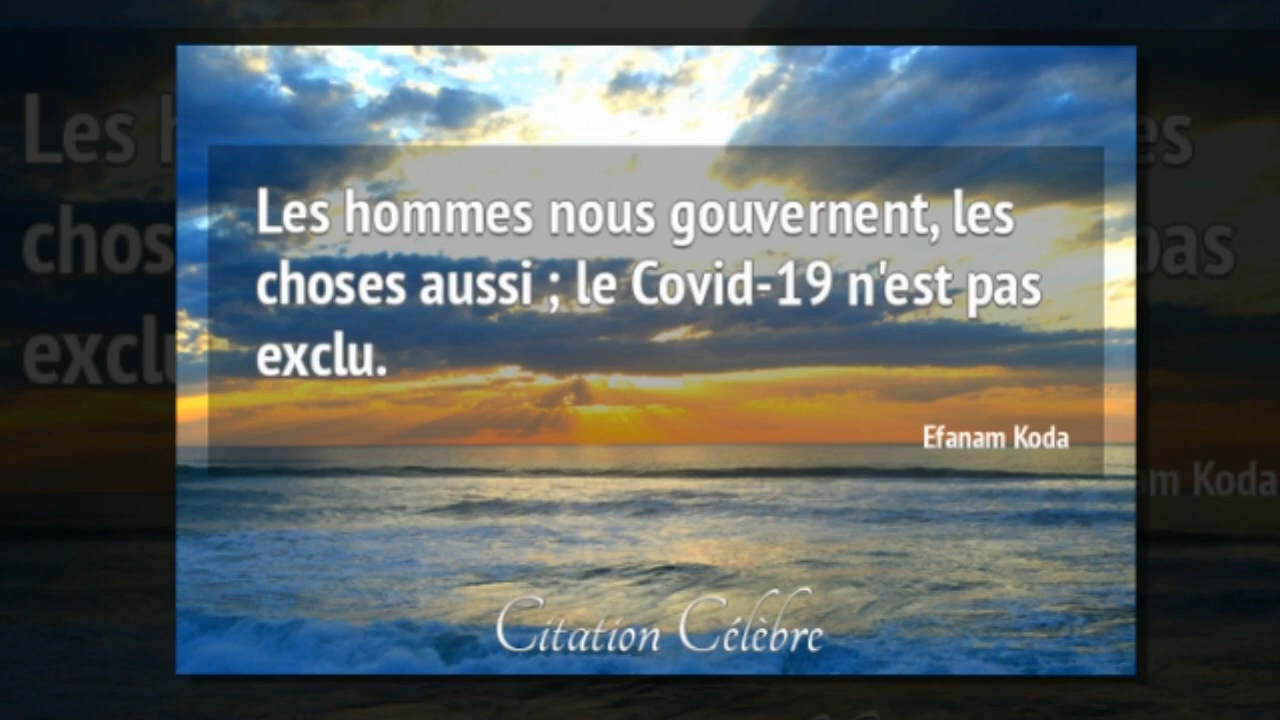 Les hommes nous gouvernent, les
choses aussi ; le Covid-19 n'est pas
exclu.
Efanam Koda
Citation Célèbre